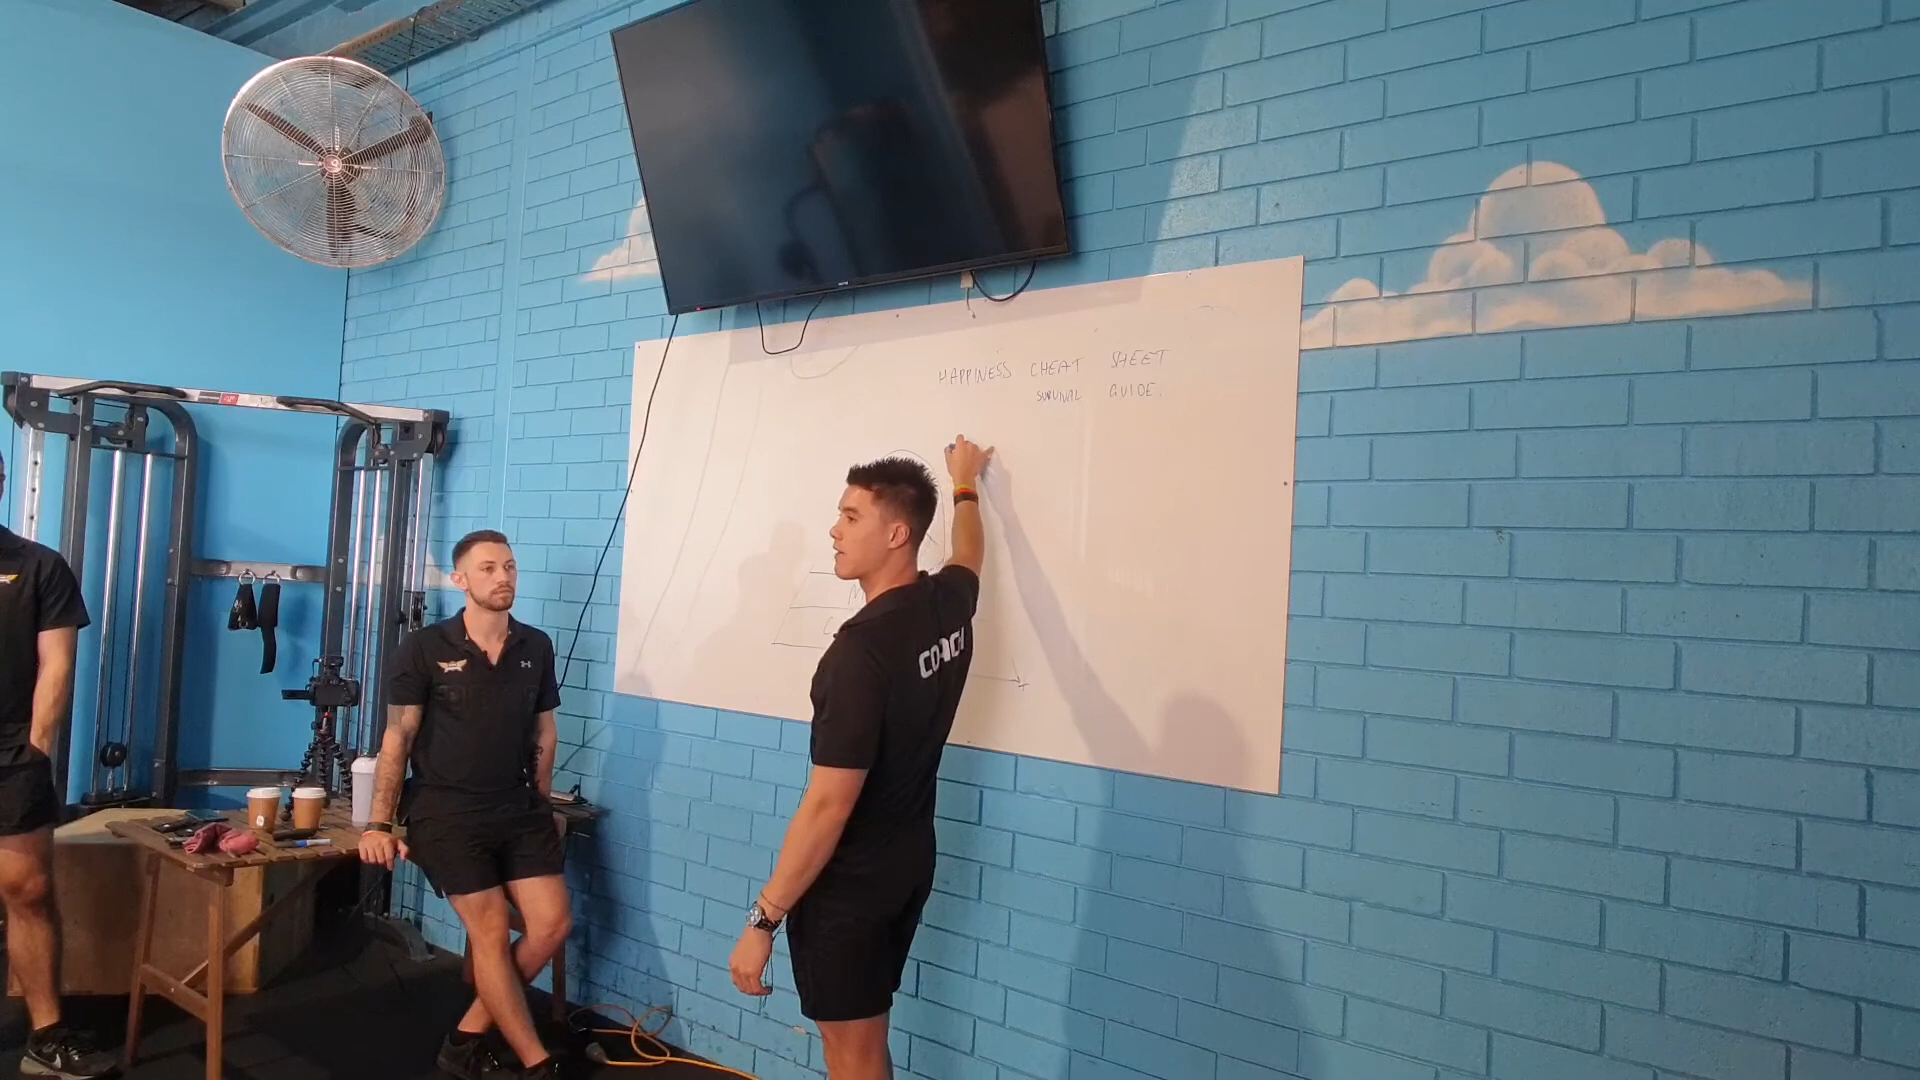 HAPPINESS CHEAT SHEET
SURVIVAL GUIDE.
M
C
COACH